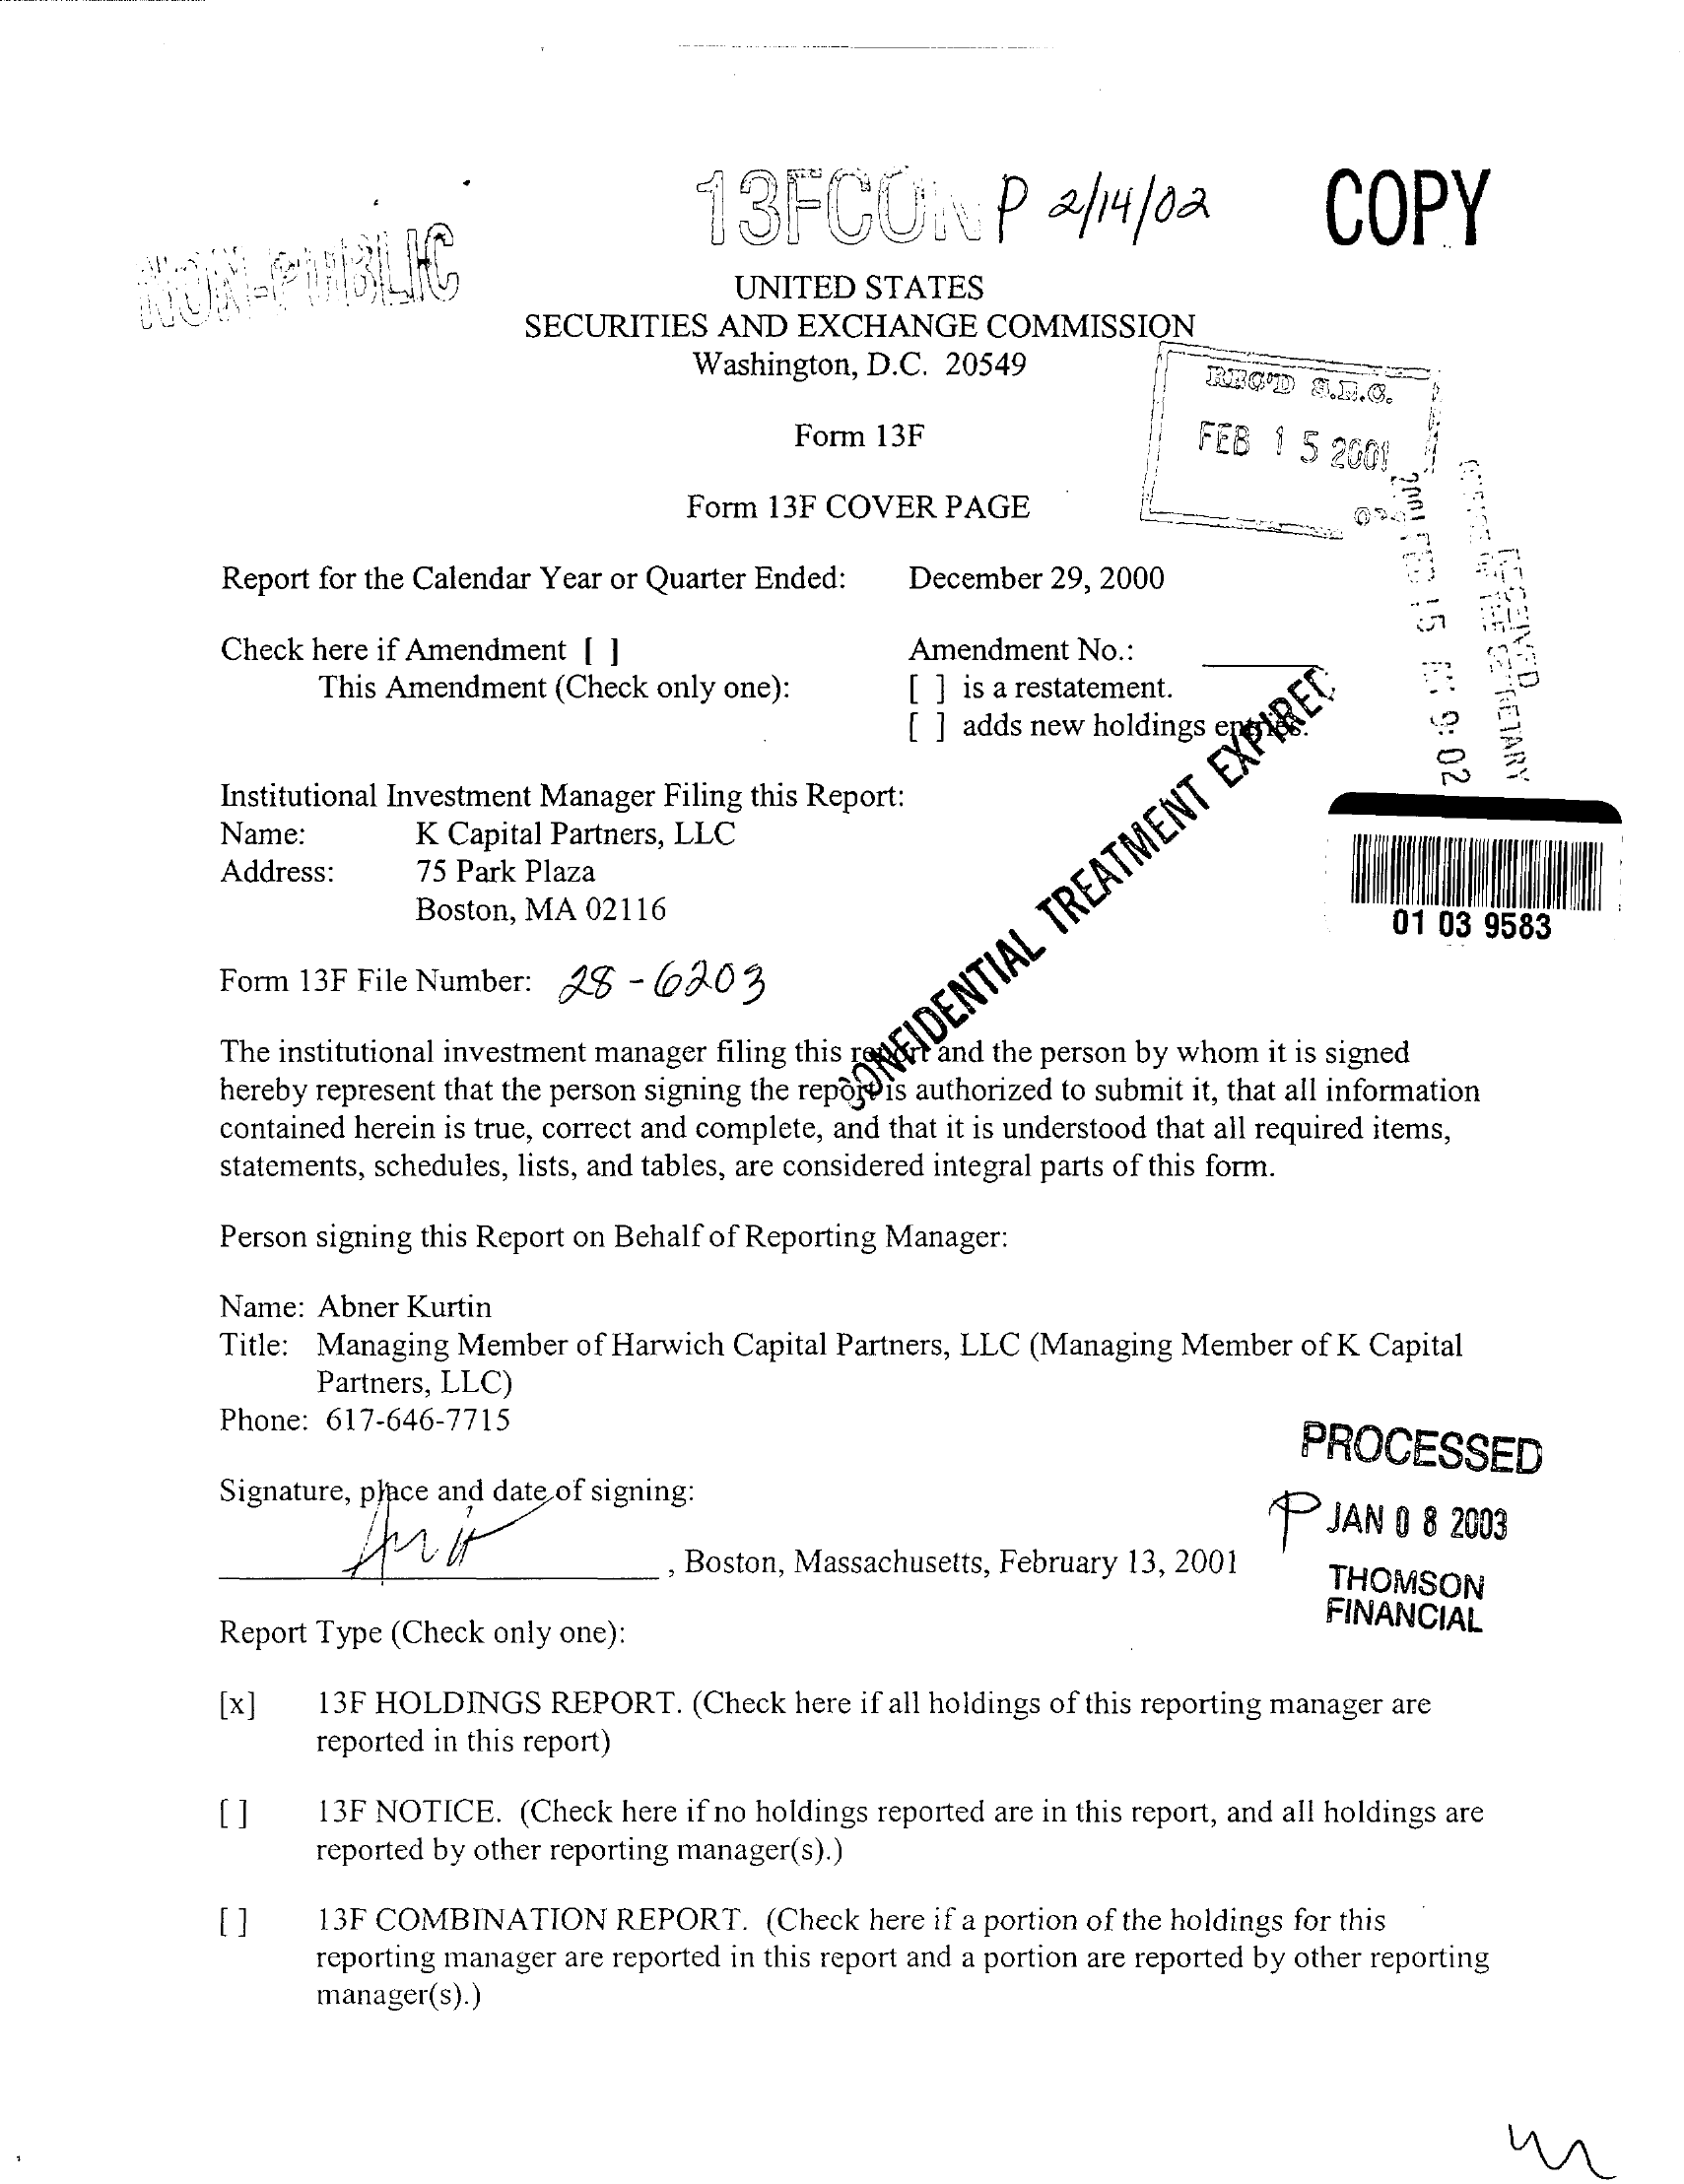 13FCON P 2/14/02 COPY
NON-PUBLIC
UNITED STATES
SECURITIES AND EXCHANGE COMMISSION
Washington, D.C. 20549
REC'D S.E.C.
FEB 15 2001
Form 13F
Form 13F COVER PAGE
2001 FEB 15 9:02
RECEIVED
OF THE SECRETARY
Report for the Calendar Year or Quarter Ended: December 29, 2000
Check here if Amendment [ ] Amendment No.:
This Amendment (Check only one): [ ] is a restatement.
[ ] adds new holdings entries.
CONFIDENTIAL TREATMENT EXPIRED
Institutional Investment Manager Filing this Report:
Name: K Capital Partners, LLC
Address: 75 Park Plaza
Boston, MA 02116
01 03 9583
Form 13F File Number: 28-6203
The institutional investment manager filing this report and the person by whom it is signed
hereby represent that the person signing the report is authorized to submit it, that all information
contained herein is true, correct and complete, and that it is understood that all required items,
statements, schedules, lists, and tables, are considered integral parts of this form.
Person signing this Report on Behalf of Reporting Manager:
Name: Abner Kurtin
Title: Managing Member of Harwich Capital Partners, LLC (Managing Member of K Capital
Partners, LLC)
Phone: 617-646-7715
PROCESSED
P JAN 08 2003
THOMSON
FINANCIAL
Signature, place and date of signing:
, Boston, Massachusetts, February 13, 2001
Report Type (Check only one):
[x] 13F HOLDINGS REPORT. (Check here if all holdings of this reporting manager are
reported in this report)
[ ] 13F NOTICE. (Check here if no holdings reported are in this report, and all holdings are
reported by other reporting manager(s).)
[ ] 13F COMBINATION REPORT. (Check here if a portion of the holdings for this
reporting manager are reported in this report and a portion are reported by other reporting
manager(s).)